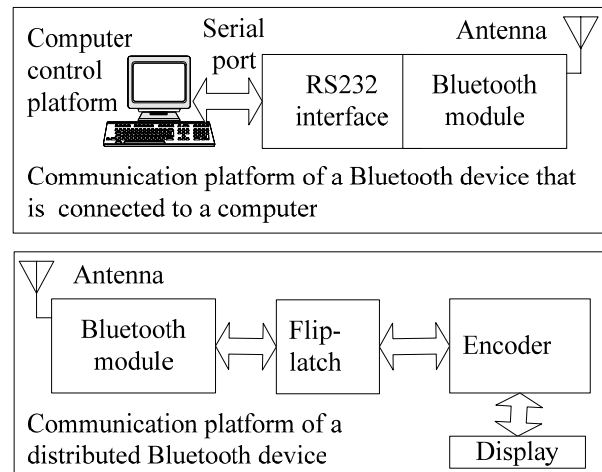 Computer
control
platform
Serial
port
Antenna
RS232
interface
Bluetooth
module
Communication platform of a Bluetooth device that
is connected to a computer
Antenna
Bluetooth
module
Flip-
latch
Encoder
Communication platform of a
distributed Bluetooth device
Display